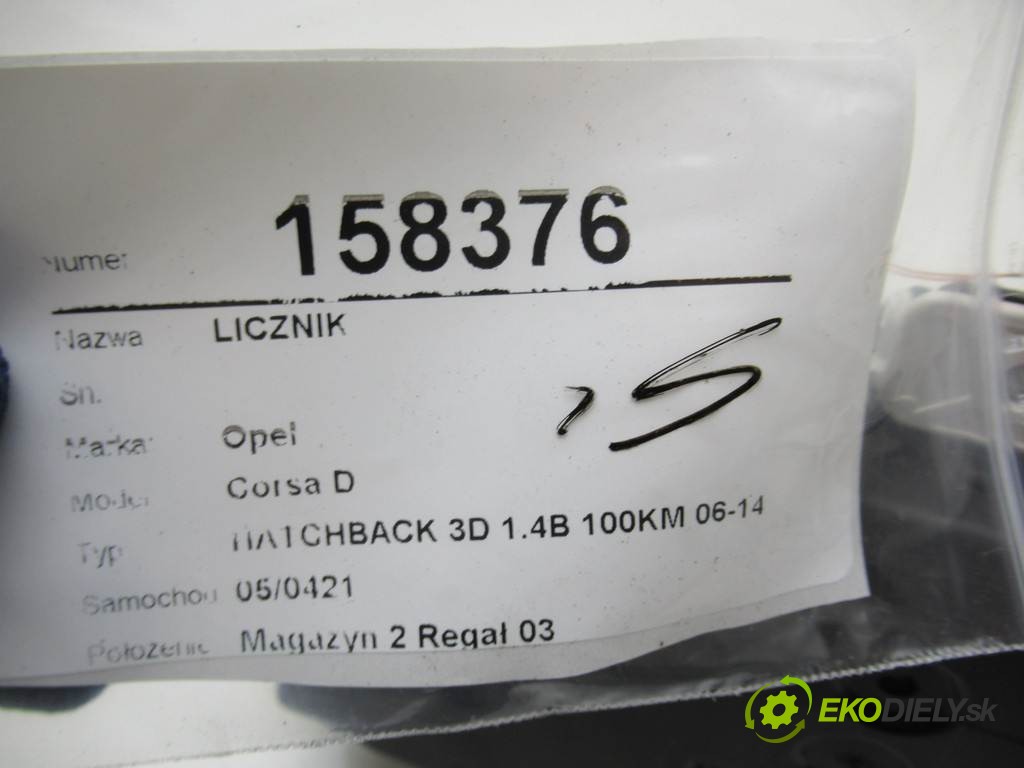 Numer 158376
Nazwa LICZNIK
Sn.
Marka Opel
Model Corsa D
Typ HATCHBACK 3D 1.4B 100KM 06-14
Samochód 05/0421
Położenie Magazyn 2 Regał 03
EKODIELY.sk